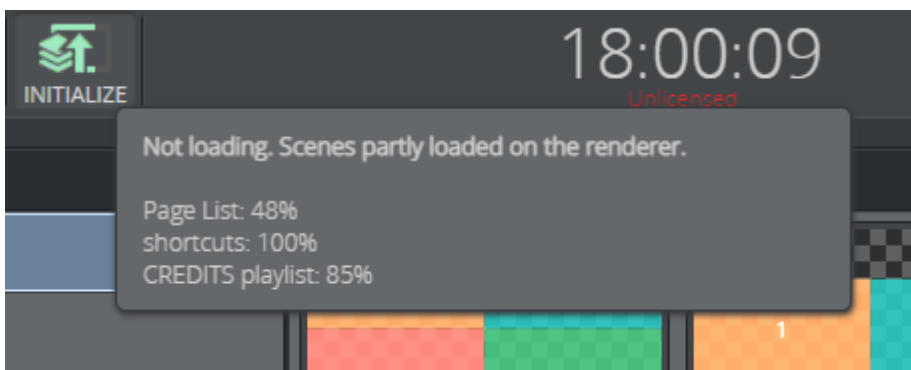 18:00:09
INITIALIZE
Unlicensed
Not loading. Scenes partly loaded on the renderer.
Page List: 48%
shortcuts: 100%
CREDITS playlist: 85%
1